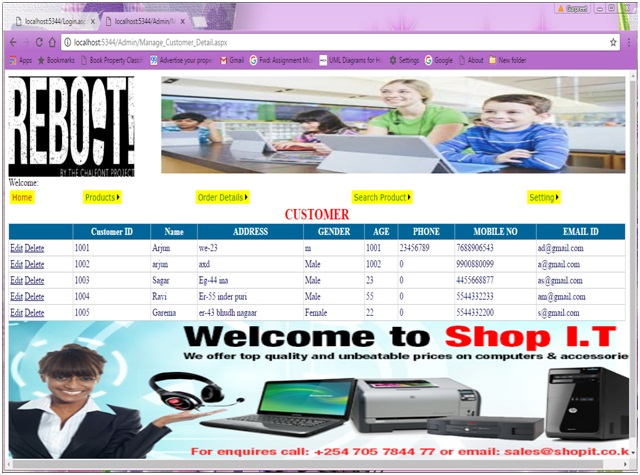 Gurpreet
localhost:5344/Login.as
localhost:5344/Admin/M
localhost:5344/Admin/Manage_Customer_Detail.aspx
Apps Bookmarks Book Property Classif Advertise your prope Gmail Fwd: Assignment Mo UML Diagrams for H Settings Google About New folder
REBOOT!
BY THE CHALFONT PROJECT
Welcome:
Home Products Order Details Search Product Setting
CUSTOMER
Customer ID Name ADDRESS GENDER AGE PHONE MOBILE NO EMAIL ID
Edit Delete 1001 Arjun we-23 m 1001 23456789 7688906543 ad@gmail.com
Edit Delete 1002 arjun axd Male 1002 0 9900880099 a@gmail.com
Edit Delete 1003 Sagar Eg-44 ina Male 23 0 4455668877 as@gmail.com
Edit Delete 1004 Ravi Er-55 inder puri Male 55 0 5544332233 am@gmail.com
Edit Delete 1005 Garema er-43 bhudh nagaar Female 22 0 5544332200 s@gmail.com
Welcome to Shop I.T
We offer top quality and unbeatable prices on computers & accessorie
For enquires call: +254 705 7844 77 or email: sales@shopit.co.k